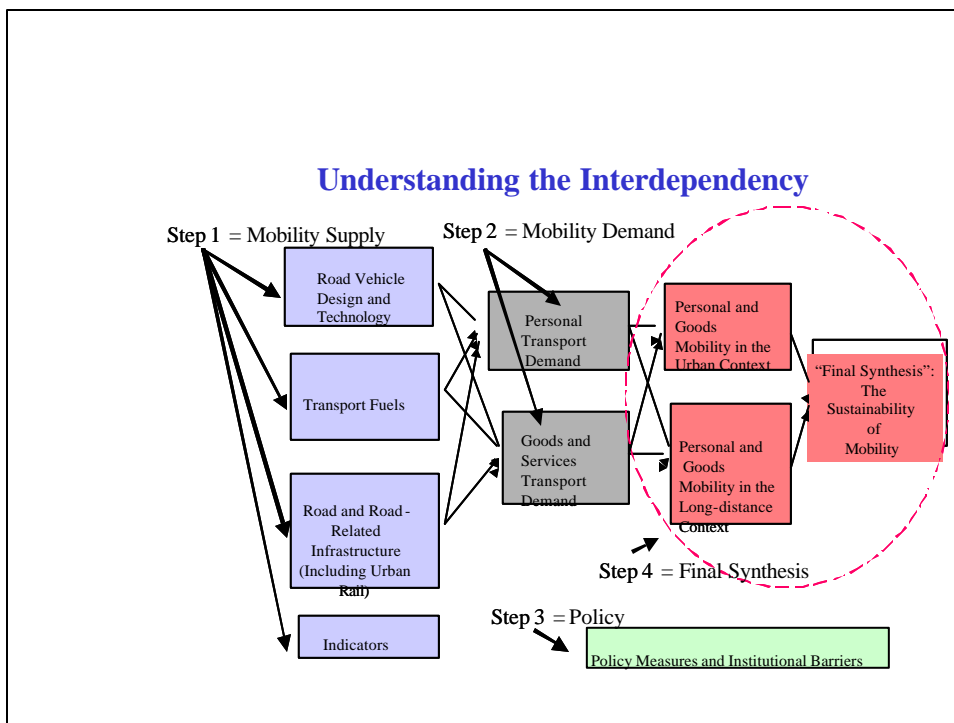 Understanding the Interdependency
Step 1 = Mobility Supply
Step 2 = Mobility Demand
Road Vehicle
Design and
Technology
Transport Fuels
Road and Road-
Related
Infrastructure
(Including Urban
Rail)
Indicators
Personal
Transport
Demand
Goods and
Services
Transport
Demand
Personal and
Goods
Mobility in the
Urban Context
Personal and
Goods
Mobility in the
Long-distance
Context
“Final Synthesis”:
The
Sustainability
of
Mobility
Step 4 = Final Synthesis
Step 3 = Policy
Policy Measures and Institutional Barriers